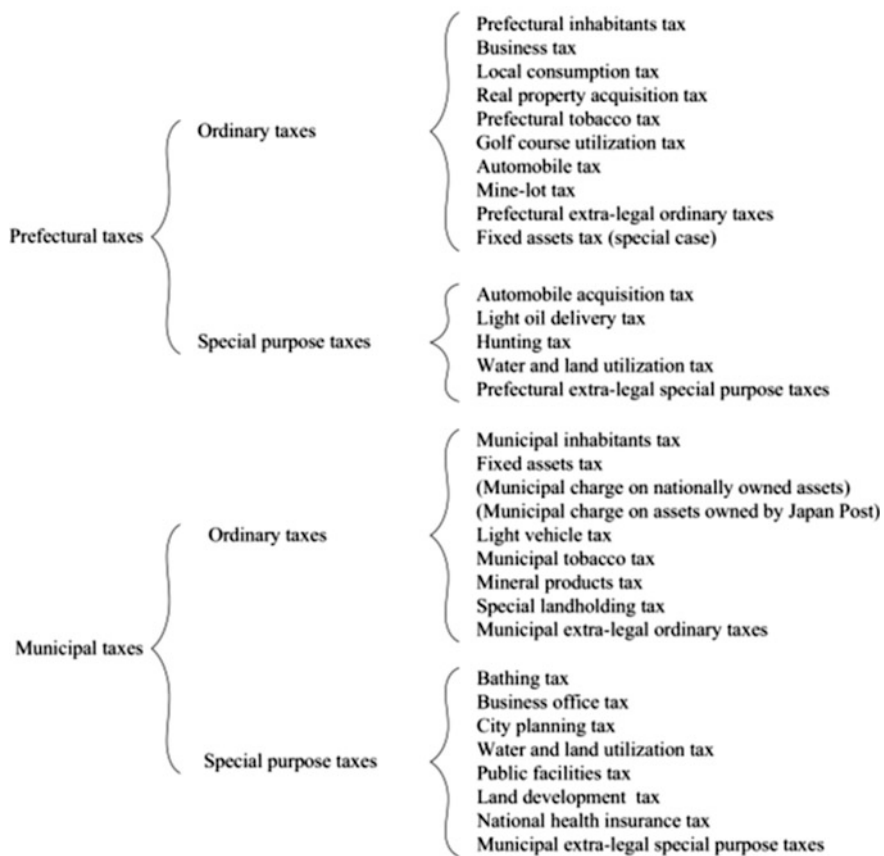 Prefectural taxes
Ordinary taxes
Prefectural inhabitants tax
Business tax
Local consumption tax
Real property acquisition tax
Prefectural tobacco tax
Golf course utilization tax
Automobile tax
Mine-lot tax
Prefectural extra-legal ordinary taxes
Fixed assets tax (special case)
Special purpose taxes
Automobile acquisition tax
Light oil delivery tax
Hunting tax
Water and land utilization tax
Prefectural extra-legal special purpose taxes
Municipal taxes
Ordinary taxes
Municipal inhabitants tax
Fixed assets tax
(Municipal charge on nationally owned assets)
(Municipal charge on assets owned by Japan Post)
Light vehicle tax
Municipal tobacco tax
Mineral products tax
Special landholding tax
Municipal extra-legal ordinary taxes
Special purpose taxes
Bathing tax
Business office tax
City planning tax
Water and land utilization tax
Public facilities tax
Land development tax
National health insurance tax
Municipal extra-legal special purpose taxes